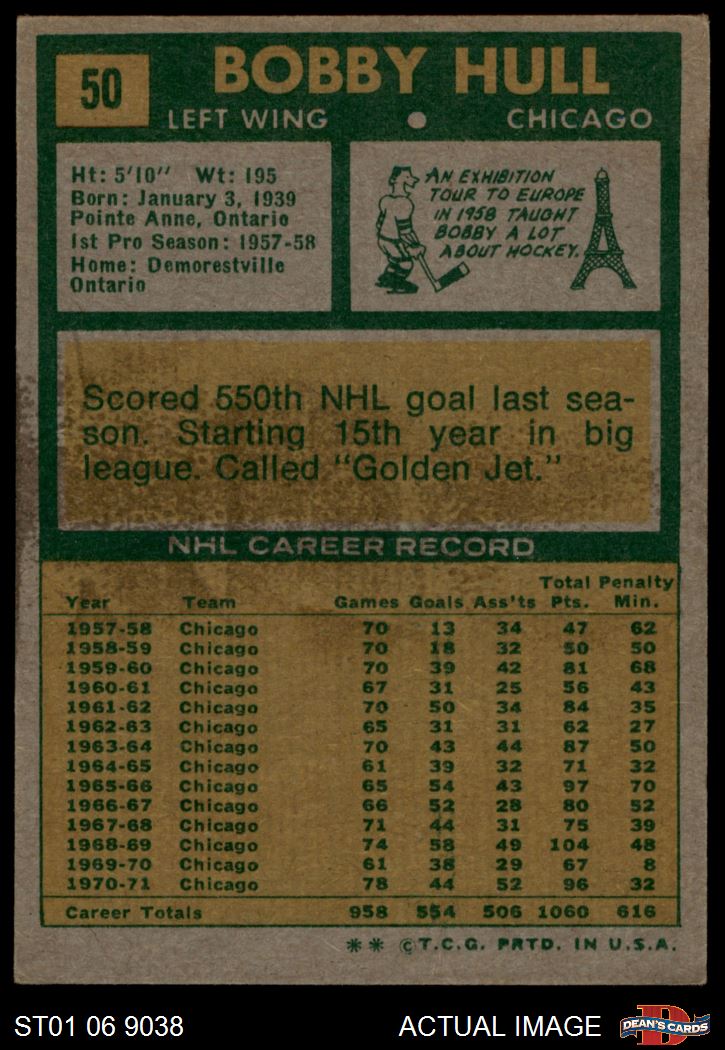 50
BOBBY HULL
LEFT WING • CHICAGO
Ht: 5'10" Wt: 195
Born: January 3, 1939
Pointe Anne, Ontario
1st Pro Season: 1957-58
Home: Demorestville
Ontario
AN EXHIBITION
TOUR TO EUROPE
IN 1958 TAUGHT
BOBBY A LOT
ABOUT HOCKEY.
Scored 550th NHL goal last sea-
son. Starting 15th year in big
league. Called "Golden Jet."
NHL CAREER RECORD
Total Penalty
Year Team Games Goals Ass'ts Pts. Min.
1957-58 Chicago 70 13 34 47 62
1958-59 Chicago 70 18 32 50 50
1959-60 Chicago 70 39 42 81 68
1960-61 Chicago 67 31 25 56 43
1961-62 Chicago 70 50 34 84 35
1962-63 Chicago 65 31 31 62 27
1963-64 Chicago 70 43 44 87 50
1964-65 Chicago 61 39 32 71 32
1965-66 Chicago 65 54 43 97 70
1966-67 Chicago 66 52 28 80 52
1967-68 Chicago 71 44 31 75 39
1968-69 Chicago 74 58 49 104 48
1969-70 Chicago 61 38 29 67 8
1970-71 Chicago 78 44 52 96 32
Career Totals 958 554 506 1060 616
** ©T.C.G. PRTD. IN U.S.A.
ST01 06 9038 ACTUAL IMAGE DEAN'S CARDS